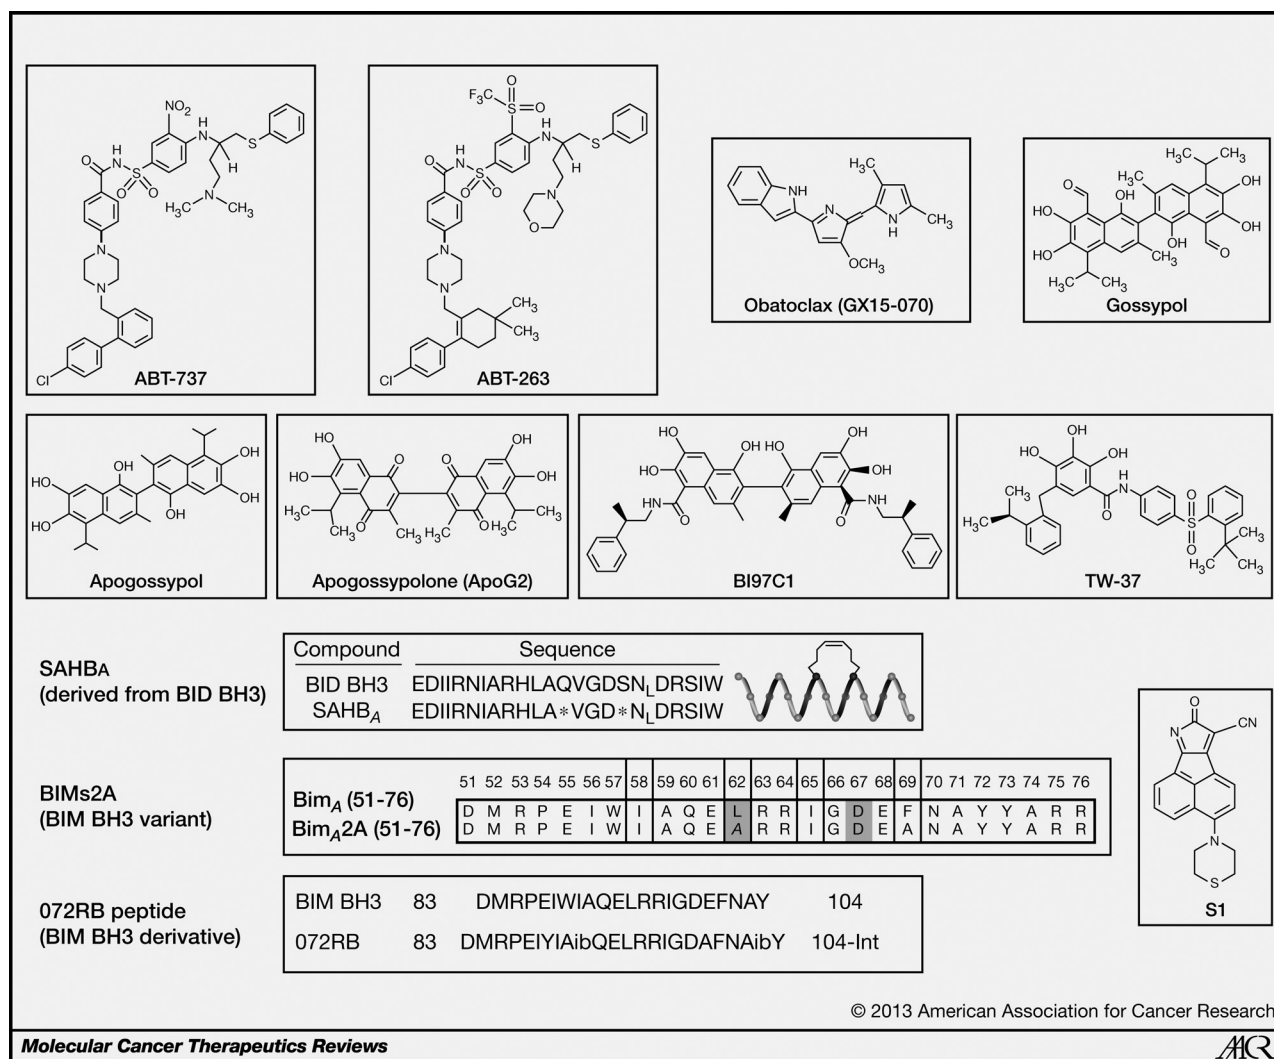 NO₂
H
N
S
H
O
N
H
S
O
O
N
H₃C
CH₃
N
N
Cl
ABT-737
O
F₃C
S
O
H
N
S
H
O
N
H
S
O
O
N
O
N
N
CH₃
CH₃
Cl
ABT-263
NH
N
H₃C
CH₃
N
H
OCH₃
Obatoclax (GX15-070)
H₃C
CH₃
O
H₃C
OH
OH
HO
OH
OH
HO
OH
O
CH₃
H₃C
CH₃
Gossypol
OH
OH
HO
OH
HO
OH
Apogossypol
HO
OH
HO
O
O
OH
H₃C
CH₃
O
CH₃
H₃C
O
H₃C
CH₃
Apogossypolone (ApoG2)
HO
OH
HO
OH
HO
OH
HN
O
O
NH
BI97C1
OH
HO
OH
H
N
CH₃
H₃C
O
O
S
O
CH₃
H₃C
CH₃
TW-37
SAHBA
(derived from BID BH3)
Compound Sequence
BID BH3 EDIIRNIARHLAQVGDSNLDRSIW
SAHBA EDIIRNIARHLA*VGD*NLDRSIW
BIMs2A
(BIM BH3 variant)
51 52 53 54 55 56 57 58 59 60 61 62 63 64 65 66 67 68 69 70 71 72 73 74 75 76
BimA (51-76) D M R P E I W I A Q E L R R I G D E F N A Y Y A R R
BimA2A (51-76) D M R P E I W I A Q E A R R I G D E A N A Y Y A R R
072RB peptide
(BIM BH3 derivative)
BIM BH3 83 DMRPEIWIAQELRRIGDEFNAY 104
072RB 83 DMRPEIYIAibQELRRIGDAFNAibY 104-Int
O
N
CN
N
S
S1
© 2013 American Association for Cancer Research
Molecular Cancer Therapeutics Reviews
AACR